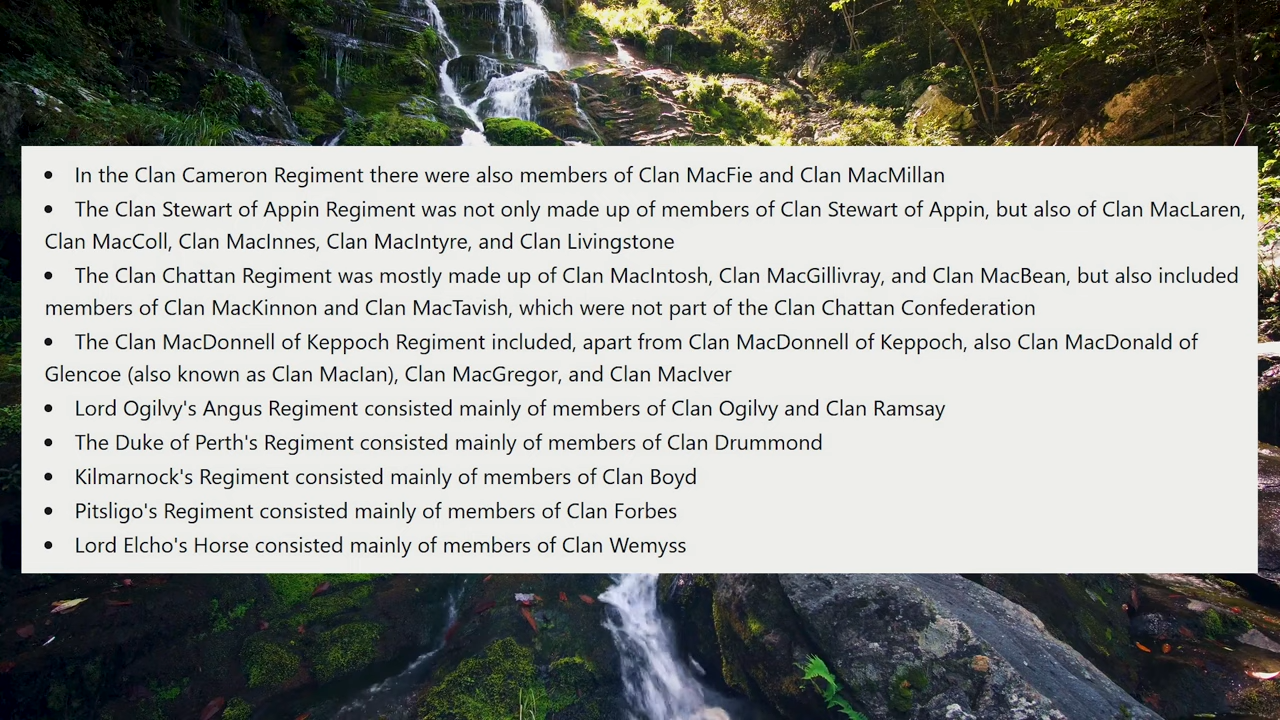 • In the Clan Cameron Regiment there were also members of Clan MacFie and Clan MacMillan
• The Clan Stewart of Appin Regiment was not only made up of members of Clan Stewart of Appin, but also of Clan MacLaren,
Clan MacColl, Clan MacInnes, Clan MacIntyre, and Clan Livingstone
• The Clan Chattan Regiment was mostly made up of Clan MacIntosh, Clan MacGillivray, and Clan MacBean, but also included
members of Clan MacKinnon and Clan MacTavish, which were not part of the Clan Chattan Confederation
• The Clan MacDonnell of Keppoch Regiment included, apart from Clan MacDonnell of Keppoch, also Clan MacDonald of
Glencoe (also known as Clan MacIan), Clan MacGregor, and Clan MacIver
• Lord Ogilvy's Angus Regiment consisted mainly of members of Clan Ogilvy and Clan Ramsay
• The Duke of Perth's Regiment consisted mainly of members of Clan Drummond
• Kilmarnock's Regiment consisted mainly of members of Clan Boyd
• Pitsligo's Regiment consisted mainly of members of Clan Forbes
• Lord Elcho's Horse consisted mainly of members of Clan Wemyss